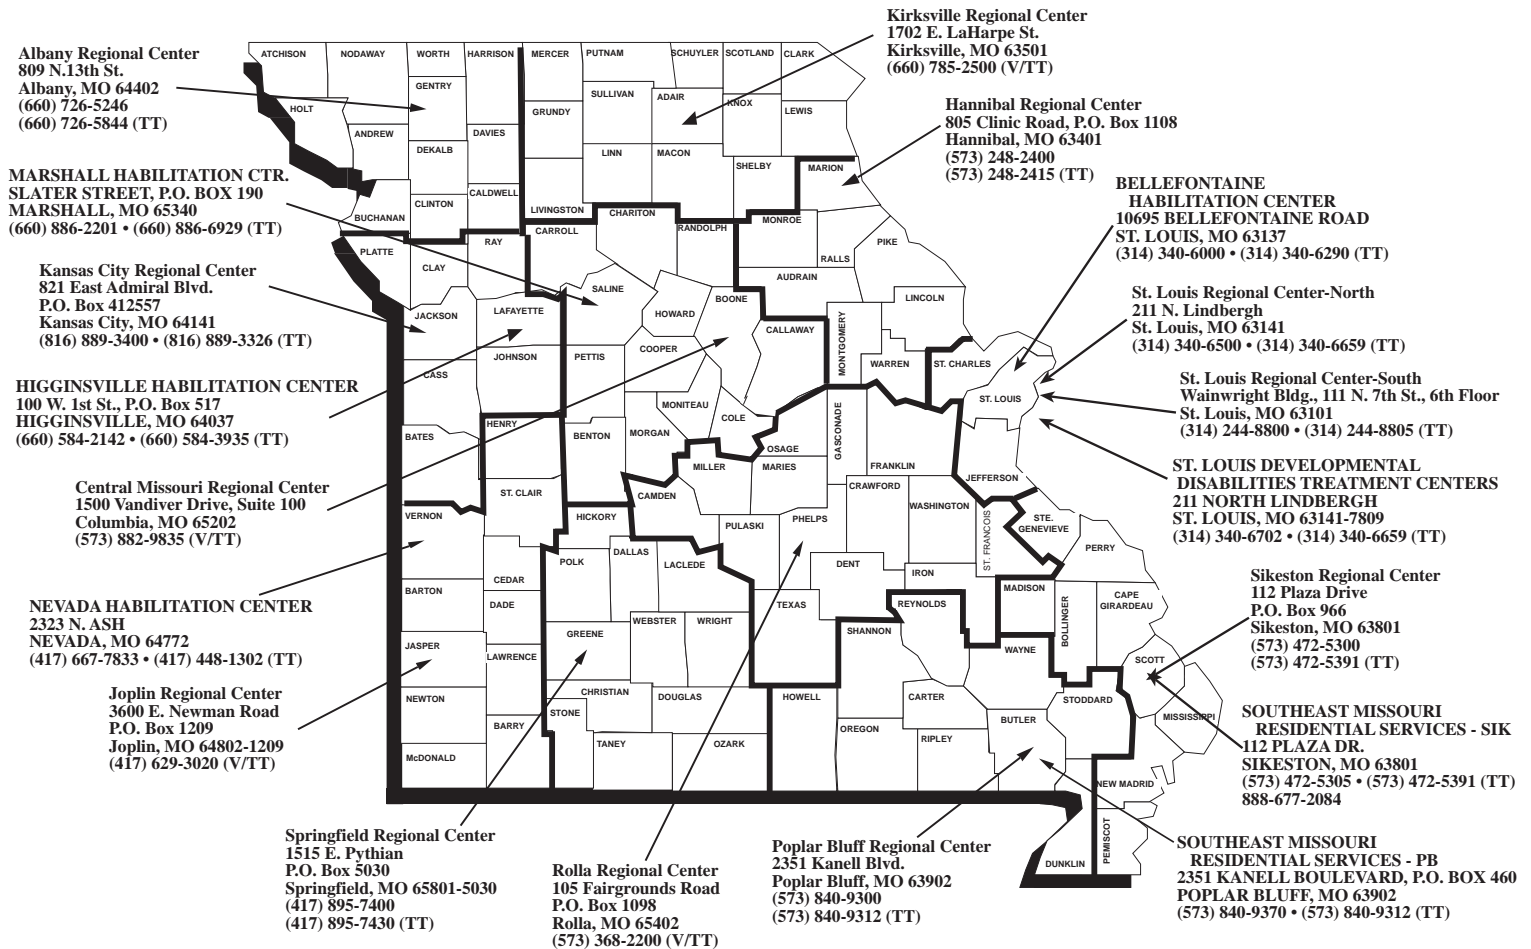 Albany Regional Center
809 N.13th St.
Albany, MO 64402
(660) 726-5246
(660) 726-5844 (TT)
MARSHALL HABILITATION CTR.
SLATER STREET, P.O. BOX 190
MARSHALL, MO 65340
(660) 886-2201 • (660) 886-6929 (TT)
Kansas City Regional Center
821 East Admiral Blvd.
P.O. Box 412557
Kansas City, MO 64141
(816) 889-3400 • (816) 889-3326 (TT)
HIGGINSVILLE HABILITATION CENTER
100 W. 1st St., P.O. Box 517
HIGGINSVILLE, MO 64037
(660) 584-2142 • (660) 584-3935 (TT)
Central Missouri Regional Center
1500 Vandiver Drive, Suite 100
Columbia, MO 65202
(573) 882-9835 (V/TT)
NEVADA HABILITATION CENTER
2323 N. ASH
NEVADA, MO 64772
(417) 667-7833 • (417) 448-1302 (TT)
Joplin Regional Center
3600 E. Newman Road
P.O. Box 1209
Joplin, MO 64802-1209
(417) 629-3020 (V/TT)
Springfield Regional Center
1515 E. Pythian
P.O. Box 5030
Springfield, MO 65801-5030
(417) 895-7400
(417) 895-7430 (TT)
Rolla Regional Center
105 Fairgrounds Road
P.O. Box 1098
Rolla, MO 65402
(573) 368-2200 (V/TT)
Poplar Bluff Regional Center
2351 Kanell Blvd.
Poplar Bluff, MO 63902
(573) 840-9300
(573) 840-9312 (TT)
Kirksville Regional Center
1702 E. LaHarpe St.
Kirksville, MO 63501
(660) 785-2500 (V/TT)
Hannibal Regional Center
805 Clinic Road, P.O. Box 1108
Hannibal, MO 63401
(573) 248-2400
(573) 248-2415 (TT)
BELLEFONTAINE
HABILITATION CENTER
10695 BELLEFONTAINE ROAD
ST. LOUIS, MO 63137
(314) 340-6000 • (314) 340-6290 (TT)
St. Louis Regional Center-North
211 N. Lindbergh
St. Louis, MO 63141
(314) 340-6500 • (314) 340-6659 (TT)
St. Louis Regional Center-South
Wainwright Bldg., 111 N. 7th St., 6th Floor
St. Louis, MO 63101
(314) 244-8800 • (314) 244-8805 (TT)
ST. LOUIS DEVELOPMENTAL
DISABILITIES TREATMENT CENTERS
211 NORTH LINDBERGH
ST. LOUIS, MO 63141-7809
(314) 340-6702 • (314) 340-6659 (TT)
Sikeston Regional Center
112 Plaza Drive
P.O. Box 966
Sikeston, MO 63801
(573) 472-5300
(573) 472-5391 (TT)
SOUTHEAST MISSOURI
RESIDENTIAL SERVICES - SIK
112 PLAZA DR.
SIKESTON, MO 63801
(573) 472-5305 • (573) 472-5391 (TT)
888-677-2084
SOUTHEAST MISSOURI
RESIDENTIAL SERVICES - PB
2351 KANELL BOULEVARD, P.O. BOX 460
POPLAR BLUFF, MO 63902
(573) 840-9370 • (573) 840-9312 (TT)
ATCHISON
NODAWAY
WORTH
HARRISON
MERCER
PUTNAM
SCHUYLER
SCOTLAND
CLARK
HOLT
GENTRY
SULLIVAN
ADAIR
KNOX
LEWIS
GRUNDY
ANDREW
DAVIES
DEKALB
LINN
MACON
SHELBY
MARION
BUCHANAN
CLINTON
CALDWELL
LIVINGSTON
CHARITON
RANDOLPH
MONROE
PLATTE
CLAY
RAY
CARROLL
PIKE
RALLS
AUDRAIN
SALINE
HOWARD
BOONE
LINCOLN
JACKSON
LAFAYETTE
CALLAWAY
MONTGOMERY
JOHNSON
PETTIS
COOPER
WARREN
ST. CHARLES
CASS
ST. LOUIS
MONITEAU
COLE
GASCONADE
BATES
HENRY
BENTON
MORGAN
OSAGE
MILLER
MARIES
FRANKLIN
JEFFERSON
ST. CLAIR
CAMDEN
CRAWFORD
WASHINGTON
VERNON
HICKORY
PULASKI
PHELPS
ST. FRANCOIS
STE.
GENEVIEVE
POLK
DALLAS
LACLEDE
DENT
IRON
PERRY
CEDAR
BARTON
DADE
TEXAS
REYNOLDS
MADISON
BOLLINGER
CAPE
GIRARDEAU
GREENE
WEBSTER
WRIGHT
SHANNON
JASPER
LAWRENCE
WAYNE
SCOTT
NEWTON
CHRISTIAN
DOUGLAS
HOWELL
CARTER
STODDARD
STONE
BARRY
MISSISSIPPI
BUTLER
OREGON
RIPLEY
TANEY
OZARK
McDONALD
NEW MADRID
DUNKLIN
PEMISCOT